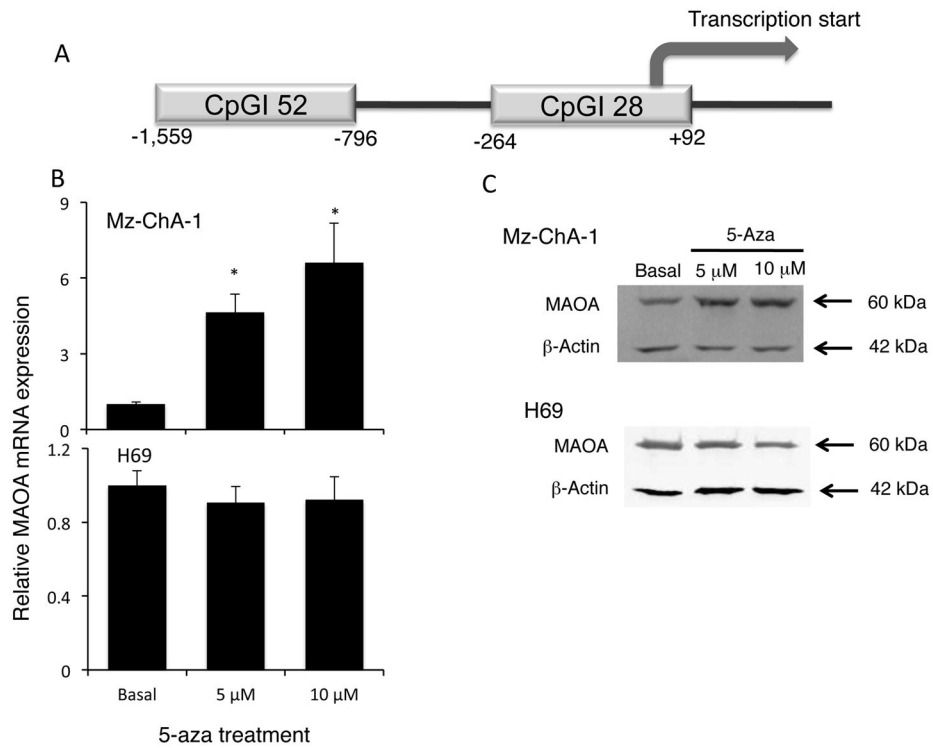 A
Transcription start
CpGI 52
CpGI 28
-1,559
-796
-264
+92
B
Relative MAOA mRNA expression
9
Mz-ChA-1
*
*
6
3
0
1.2
H69
0.8
0.4
0
Basal
5 µM
10 µM
5-aza treatment
C
Mz-ChA-1
5-Aza
Basal
5 µM
10 µM
MAOA
60 kDa
β-Actin
42 kDa
H69
MAOA
60 kDa
β-Actin
42 kDa